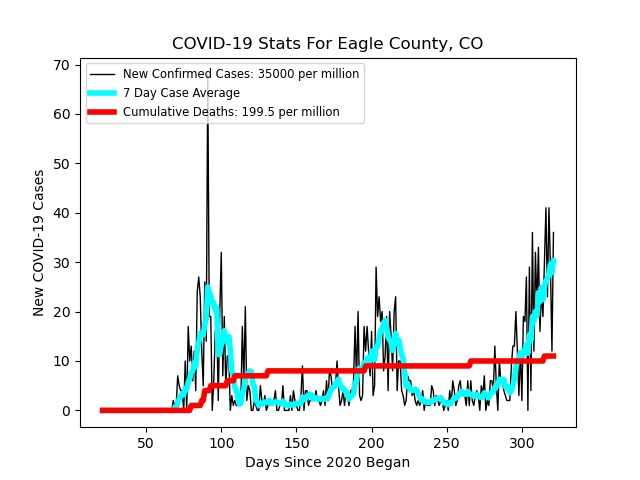 COVID-19 Stats For Eagle County, CO
New Confirmed Cases: 35000 per million
7 Day Case Average
Cumulative Deaths: 199.5 per million
New COVID-19 Cases
70
60
50
40
30
20
10
0
50 100 150 200 250 300
Days Since 2020 Began